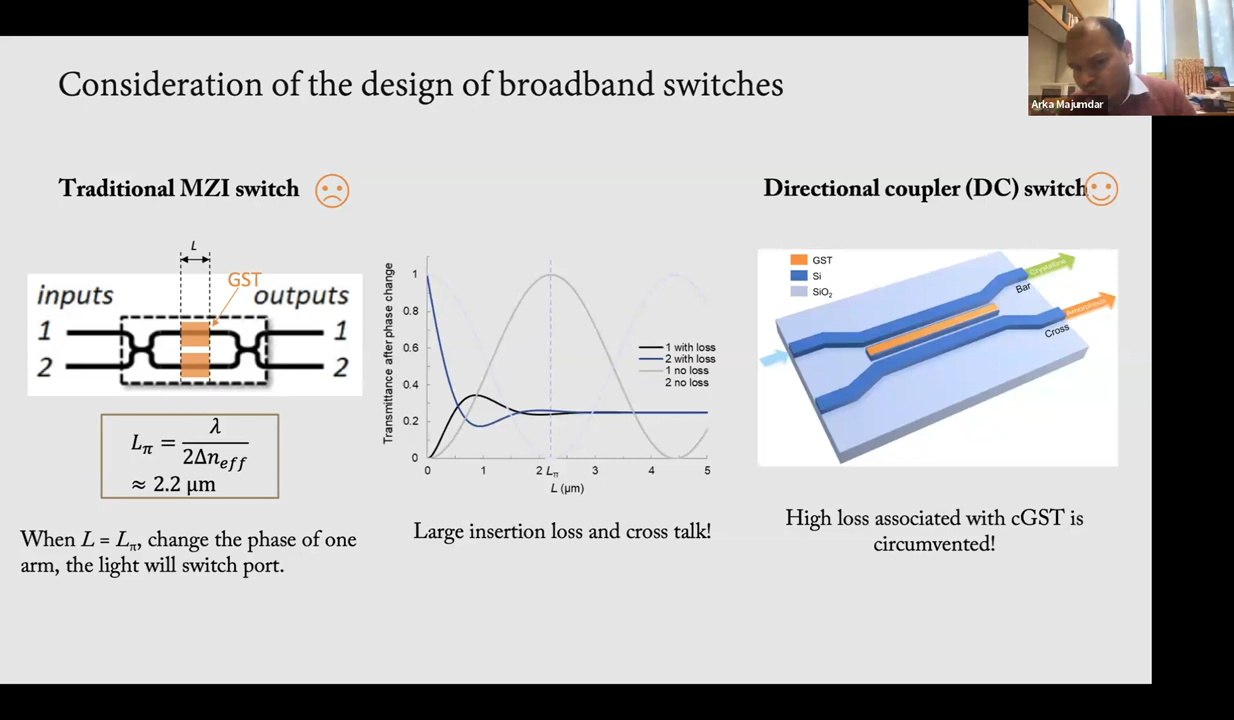 Arka Majumdar
Consideration of the design of broadband switches
Traditional MZI switch
L
GST
inputs
outputs
1
1
2
2
Lπ = λ / 2Δneff
≈ 2.2 μm
When L = Lπ, change the phase of one
arm, the light will switch port.
Transmittance after phase change
1
0.8
0.6
0.4
0.2
0
0
1
2
Lπ
3
4
5
L (μm)
1 with loss
2 with loss
1 no loss
2 no loss
Large insertion loss and cross talk!
Directional coupler (DC) switch
GST
Si
SiO2
Crystalline
Bar
Amorphous
Cross
High loss associated with cGST is
circumvented!